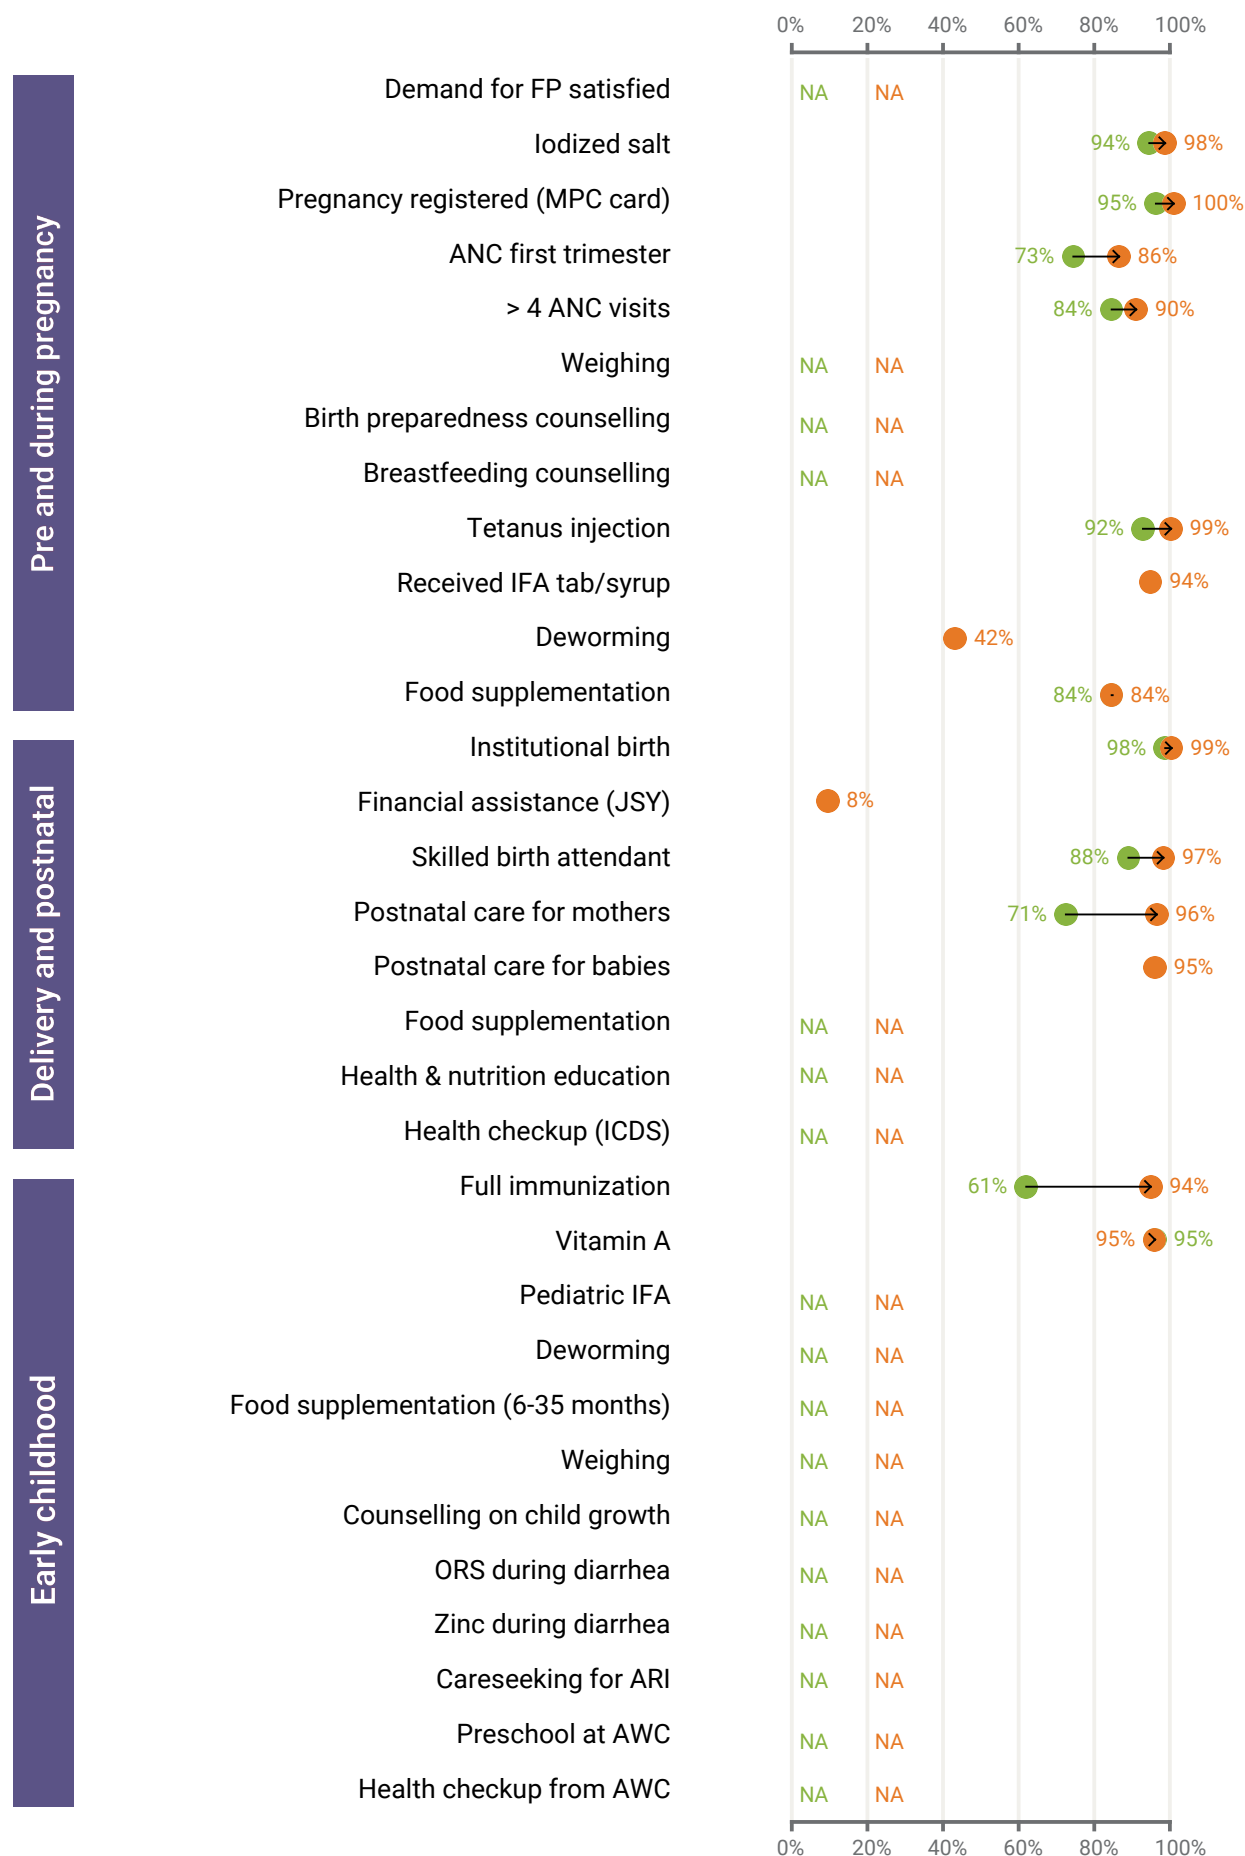 0% 20% 40% 60% 80% 100%
Pre and during pregnancy
Demand for FP satisfied NA NA
Iodized salt 94% 98%
Pregnancy registered (MPC card) 95% 100%
ANC first trimester 73% 86%
> 4 ANC visits 84% 90%
Weighing NA NA
Birth preparedness counselling NA NA
Breastfeeding counselling NA NA
Tetanus injection 92% 99%
Received IFA tab/syrup 94%
Deworming 42%
Food supplementation 84% 84%
Delivery and postnatal
Institutional birth 98% 99%
Financial assistance (JSY) 8%
Skilled birth attendant 88% 97%
Postnatal care for mothers 71% 96%
Postnatal care for babies 95%
Food supplementation NA NA
Health & nutrition education NA NA
Health checkup (ICDS) NA NA
Early childhood
Full immunization 61% 94%
Vitamin A 95% 95%
Pediatric IFA NA NA
Deworming NA NA
Food supplementation (6-35 months) NA NA
Weighing NA NA
Counselling on child growth NA NA
ORS during diarrhea NA NA
Zinc during diarrhea NA NA
Careseeking for ARI NA NA
Preschool at AWC NA NA
Health checkup from AWC NA NA
0% 20% 40% 60% 80% 100%